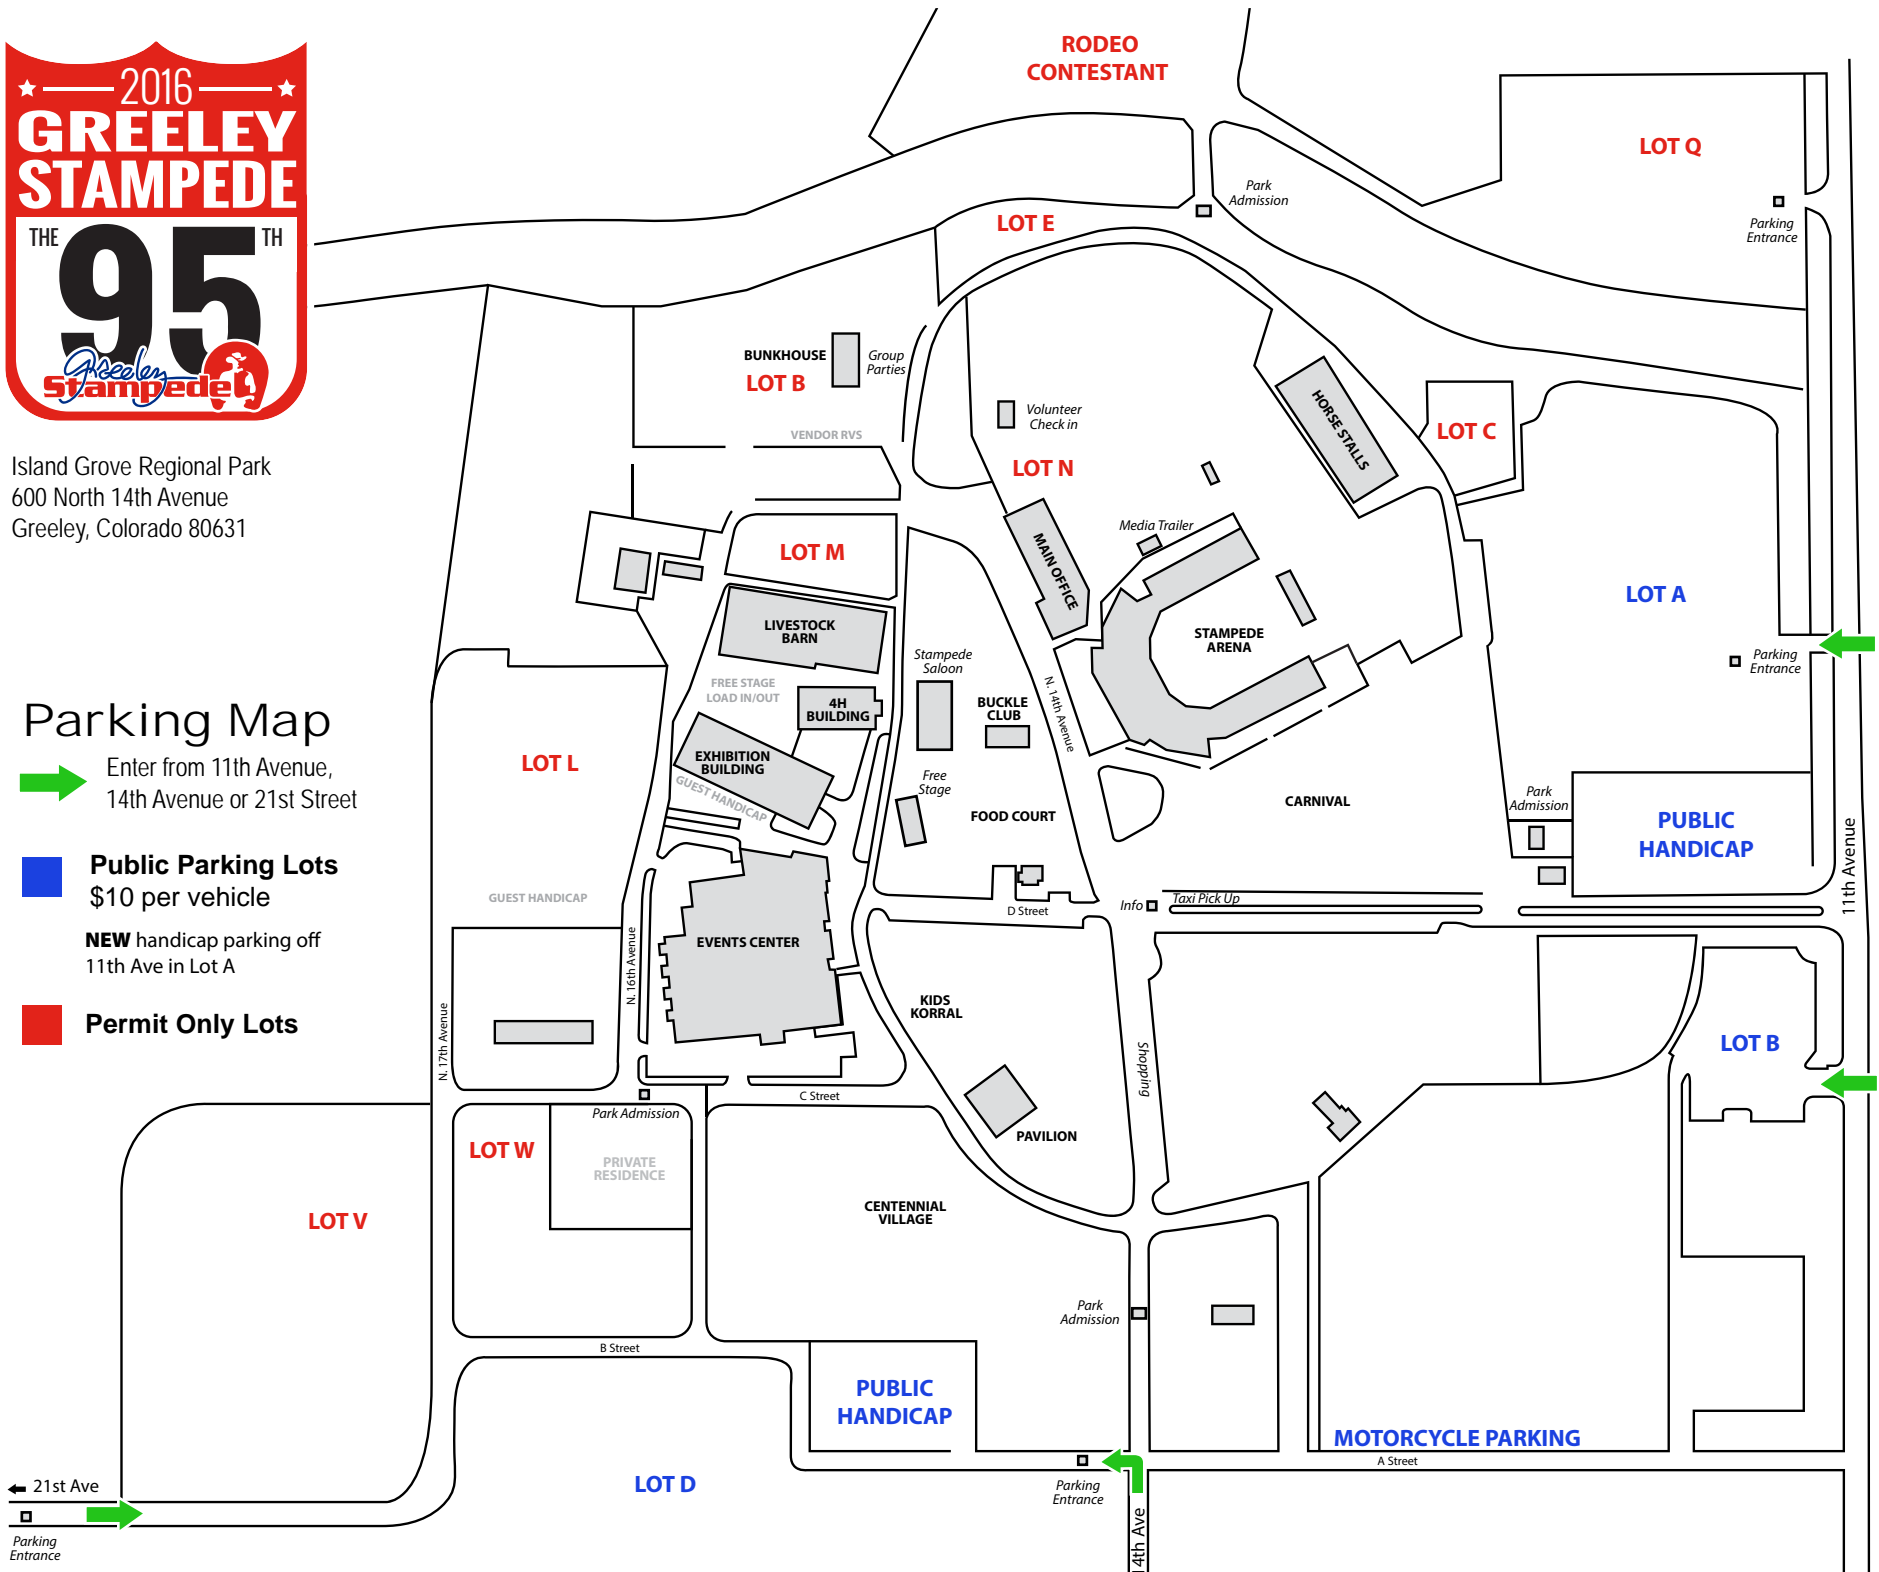 2016
GREELEY
STAMPEDE
THE 95 TH
Greeley
Stampede
Island Grove Regional Park
600 North 14th Avenue
Greeley, Colorado 80631
Parking Map
Enter from 11th Avenue,
14th Avenue or 21st Street
Public Parking Lots
$10 per vehicle
NEW handicap parking off
11th Ave in Lot A
Permit Only Lots
RODEO
CONTESTANT
LOT Q
Parking
Entrance
Park
Admission
LOT E
BUNKHOUSE
LOT B
Group
Parties
VENDOR RVS
Volunteer
Check in
LOT N
HORSE STALLS
LOT C
LOT M
MAIN OFFICE
Media Trailer
LOT A
LIVESTOCK
BARN
STAMPEDE
ARENA
Parking
Entrance
Stampede
Saloon
FREE STAGE
LOAD IN/OUT
4H
BUILDING
BUCKLE
CLUB
N. 14th Avenue
LOT L
EXHIBITION
BUILDING
GUEST HANDICAP
Free
Stage
FOOD COURT
CARNIVAL
Park
Admission
PUBLIC
HANDICAP
11th Avenue
GUEST HANDICAP
D Street
Info
Taxi Pick Up
EVENTS CENTER
N. 16th Avenue
KIDS
KORRAL
N. 17th Avenue
Shopping
LOT B
C Street
Park Admission
PAVILION
LOT W
PRIVATE
RESIDENCE
LOT V
CENTENNIAL
VILLAGE
Park
Admission
B Street
PUBLIC
HANDICAP
MOTORCYCLE PARKING
A Street
LOT D
21st Ave
Parking
Entrance
Parking
Entrance
14th Ave